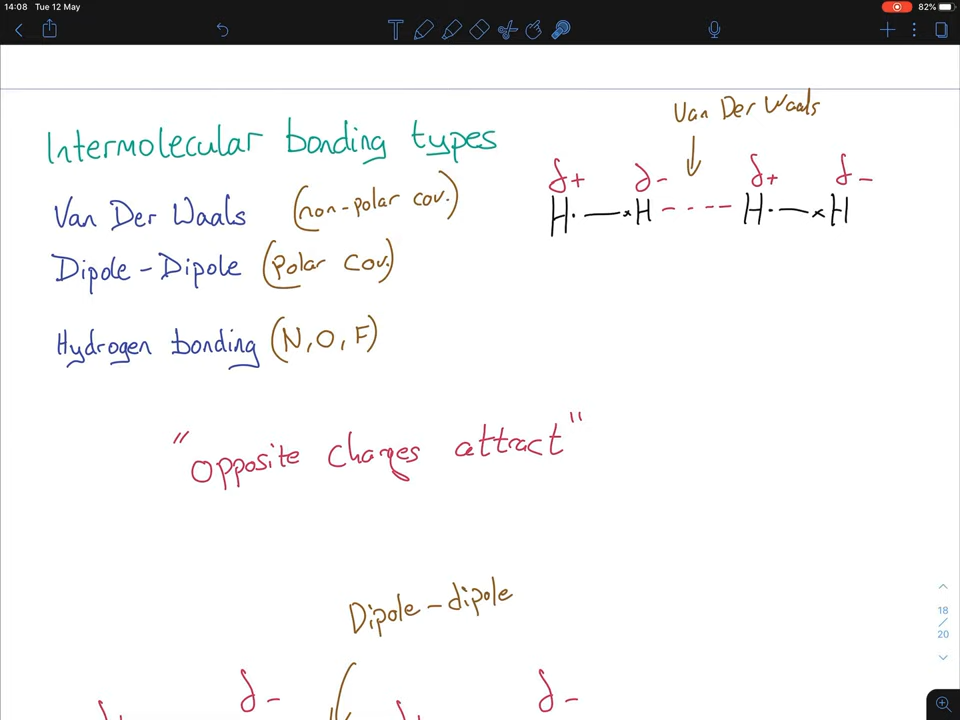 14:08 Tue 12 May
82%
Intermolecular bonding types
Van Der Waals (non-polar cov.)
Dipole - Dipole (polar cov.)
Hydrogen bonding (N, O, F)
"Opposite charges attract"
Van Der Waals
δ+ δ- δ+ δ-
H· —×H - - - - H· —×H
Dipole - dipole
δ- δ-
δ+ δ+
18
/
20